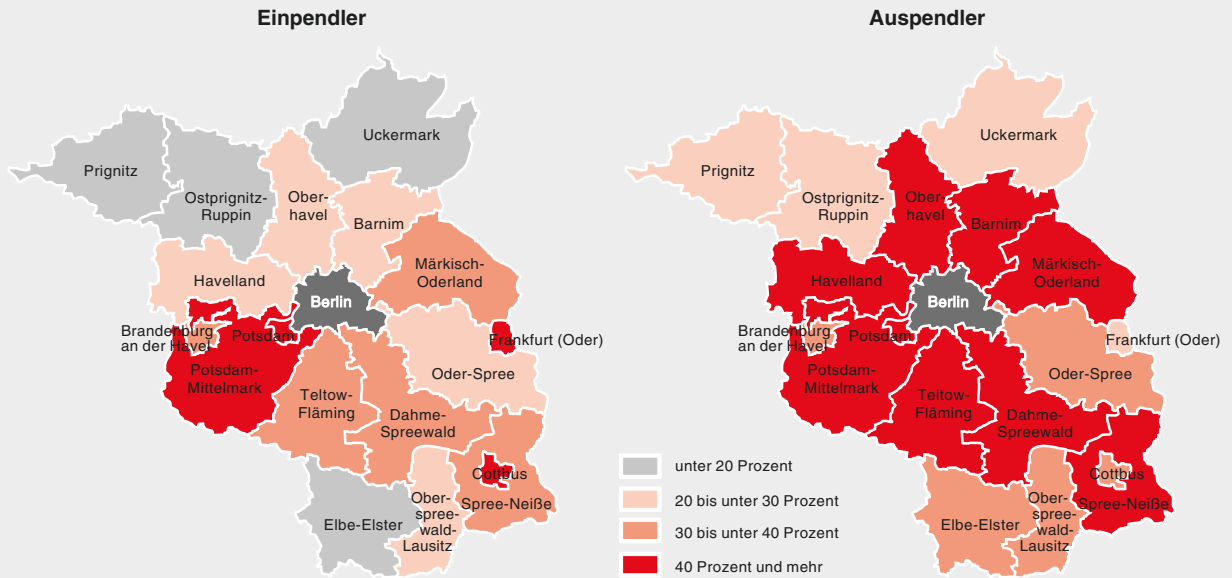 Einpendler
Uckermark
Prignitz
Ostprignitz-
Ruppin
Ober-
havel
Barnim
Märkisch-
Oderland
Havelland
Berlin
Brandenburg
an der Havel
Potsdam
Frankfurt (Oder)
Potsdam-
Mittelmark
Oder-Spree
Teltow-
Fläming
Dahme-
Spreewald
Cottbus
Spree-Neiße
Elbe-Elster
Ober-
spree-
wald-
Lausitz
Auspendler
Uckermark
Prignitz
Ostprignitz-
Ruppin
Ober-
havel
Barnim
Märkisch-
Oderland
Havelland
Berlin
Brandenburg
an der Havel
Potsdam
Frankfurt (Oder)
Potsdam-
Mittelmark
Oder-Spree
Teltow-
Fläming
Dahme-
Spreewald
Cottbus
Spree-Neiße
Elbe-Elster
Ober-
spree-
wald-
Lausitz
unter 20 Prozent
20 bis unter 30 Prozent
30 bis unter 40 Prozent
40 Prozent und mehr